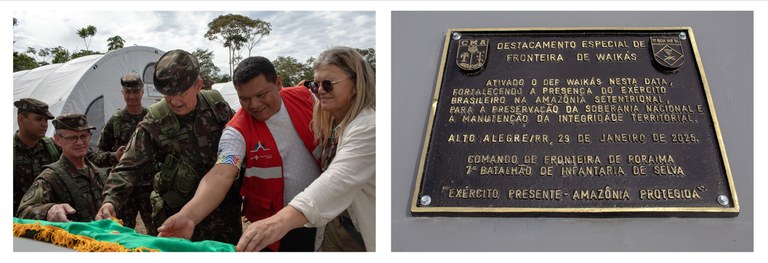 CMA
DESTACAMENTO ESPECIAL DE
FRONTEIRA DE WAIKÁS
ATIVADO O DEF WAIKÁS NESTA DATA,
FORTALECENDO A PRESENÇA DO EXÉRCITO
BRASILEIRO NA AMAZÔNIA SETENTRIONAL,
PARA A PRESERVAÇÃO DA SOBERANIA NACIONAL E
A MANUTENÇÃO DA INTEGRIDADE TERRITORIAL.
ALTO ALEGRE/RR, 29 DE JANEIRO DE 2025.
COMANDO DE FRONTEIRA DE RORAIMA
7º BATALHÃO DE INFANTARIA DE SELVA
"EXÉRCITO PRESENTE - AMAZÔNIA PROTEGIDA"